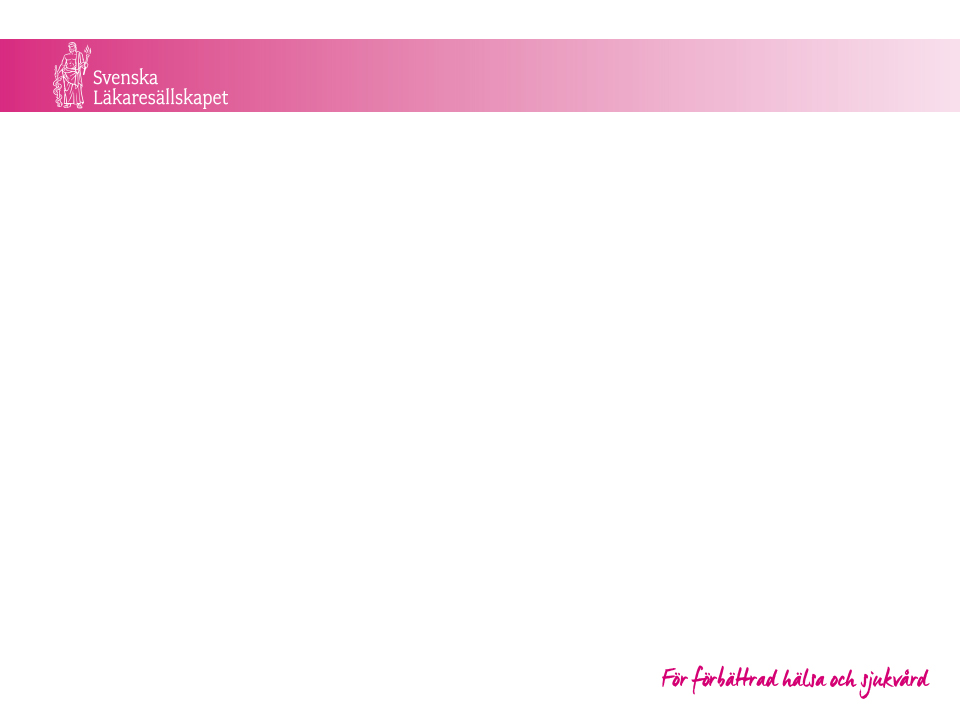 Svenska
Läkaresällskapet
För förbättrad hälsa och sjukvård